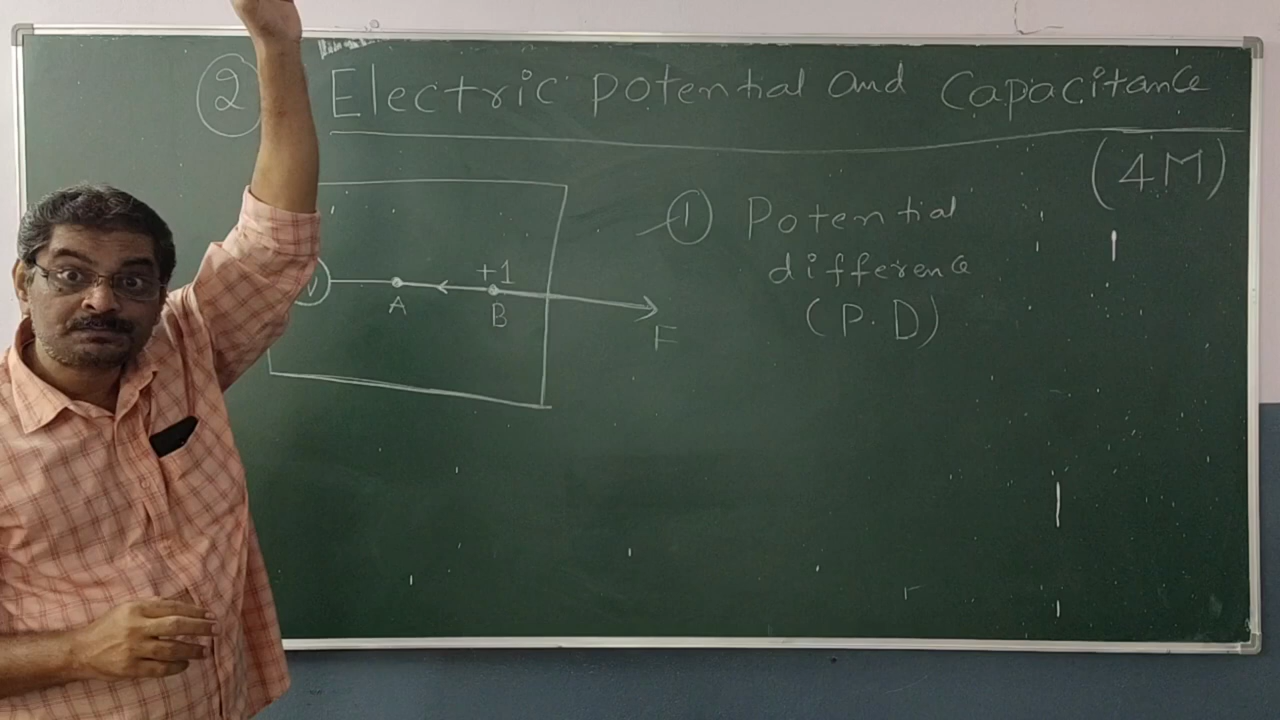 2 Electric potential and Capacitance
(4M)
1 Potential
difference
(P.D)
+1
A
B
F